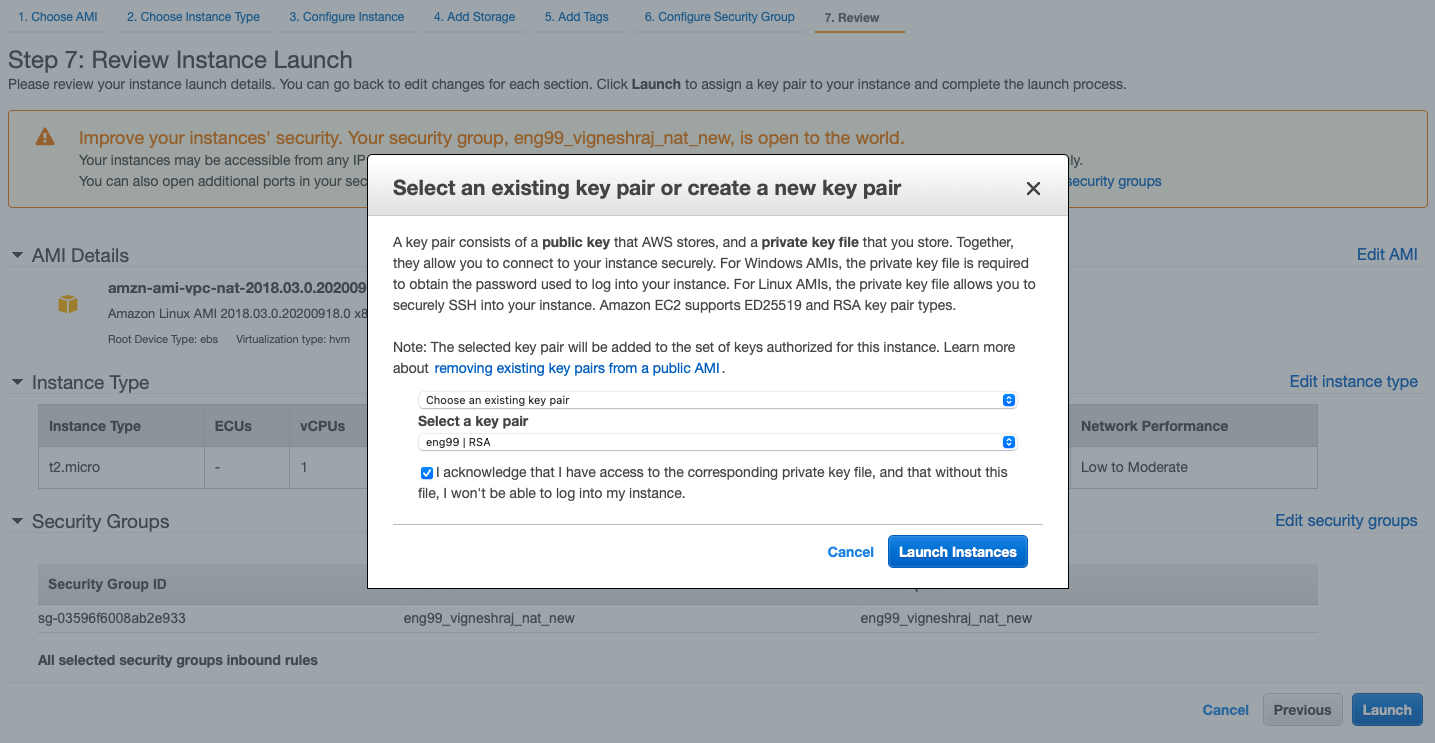 1. Choose AMI 2. Choose Instance Type 3. Configure Instance 4. Add Storage 5. Add Tags 6. Configure Security Group 7. Review
Step 7: Review Instance Launch
Please review your instance launch details. You can go back to edit changes for each section. Click Launch to assign a key pair to your instance and complete the launch process.
Improve your instances' security. Your security group, eng99_vigneshraj_nat_new, is open to the world.
Your instances may be accessible from any IP
You can also open additional ports in your sec
ly.
security groups
Select an existing key pair or create a new key pair
A key pair consists of a public key that AWS stores, and a private key file that you store. Together,
they allow you to connect to your instance securely. For Windows AMIs, the private key file is required
to obtain the password used to log into your instance. For Linux AMIs, the private key file allows you to
securely SSH into your instance. Amazon EC2 supports ED25519 and RSA key pair types.
Note: The selected key pair will be added to the set of keys authorized for this instance. Learn more
about removing existing key pairs from a public AMI.
Choose an existing key pair
Select a key pair
eng99 | RSA
I acknowledge that I have access to the corresponding private key file, and that without this
file, I won't be able to log into my instance.
Cancel Launch Instances
AMI Details Edit AMI
amzn-ami-vpc-nat-2018.03.0.202009
Amazon Linux AMI 2018.03.0.20200918.0 x8
Root Device Type: ebs Virtualization type: hvm
Instance Type Edit instance type
Instance Type ECUs vCPUs Network Performance
t2.micro - 1 Low to Moderate
Security Groups Edit security groups
Security Group ID
sg-03596f6008ab2e933 eng99_vigneshraj_nat_new eng99_vigneshraj_nat_new
All selected security groups inbound rules
Cancel Previous Launch